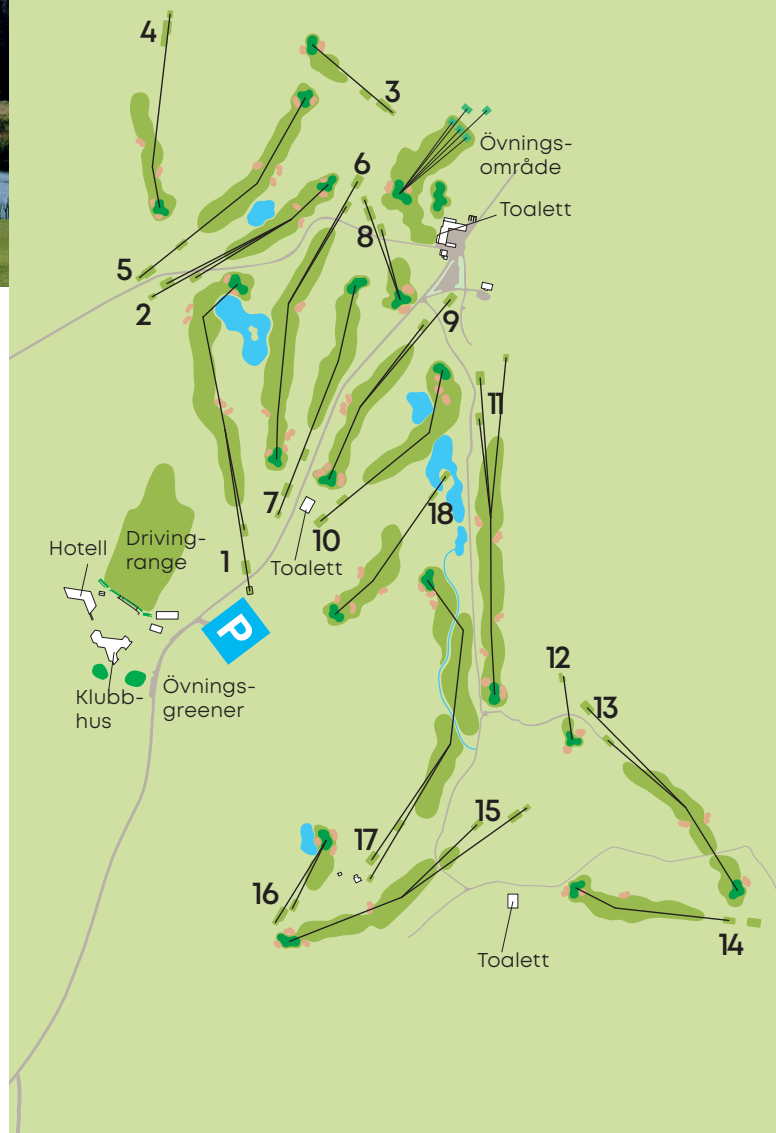 4
3
Övnings-
område
6
Toalett
8
5
2
9
11
7
18
10
Driving-
range
Hotell
1
Toalett
P
12
Klubb-
hus
Övnings-
greener
13
15
17
16
14
Toalett